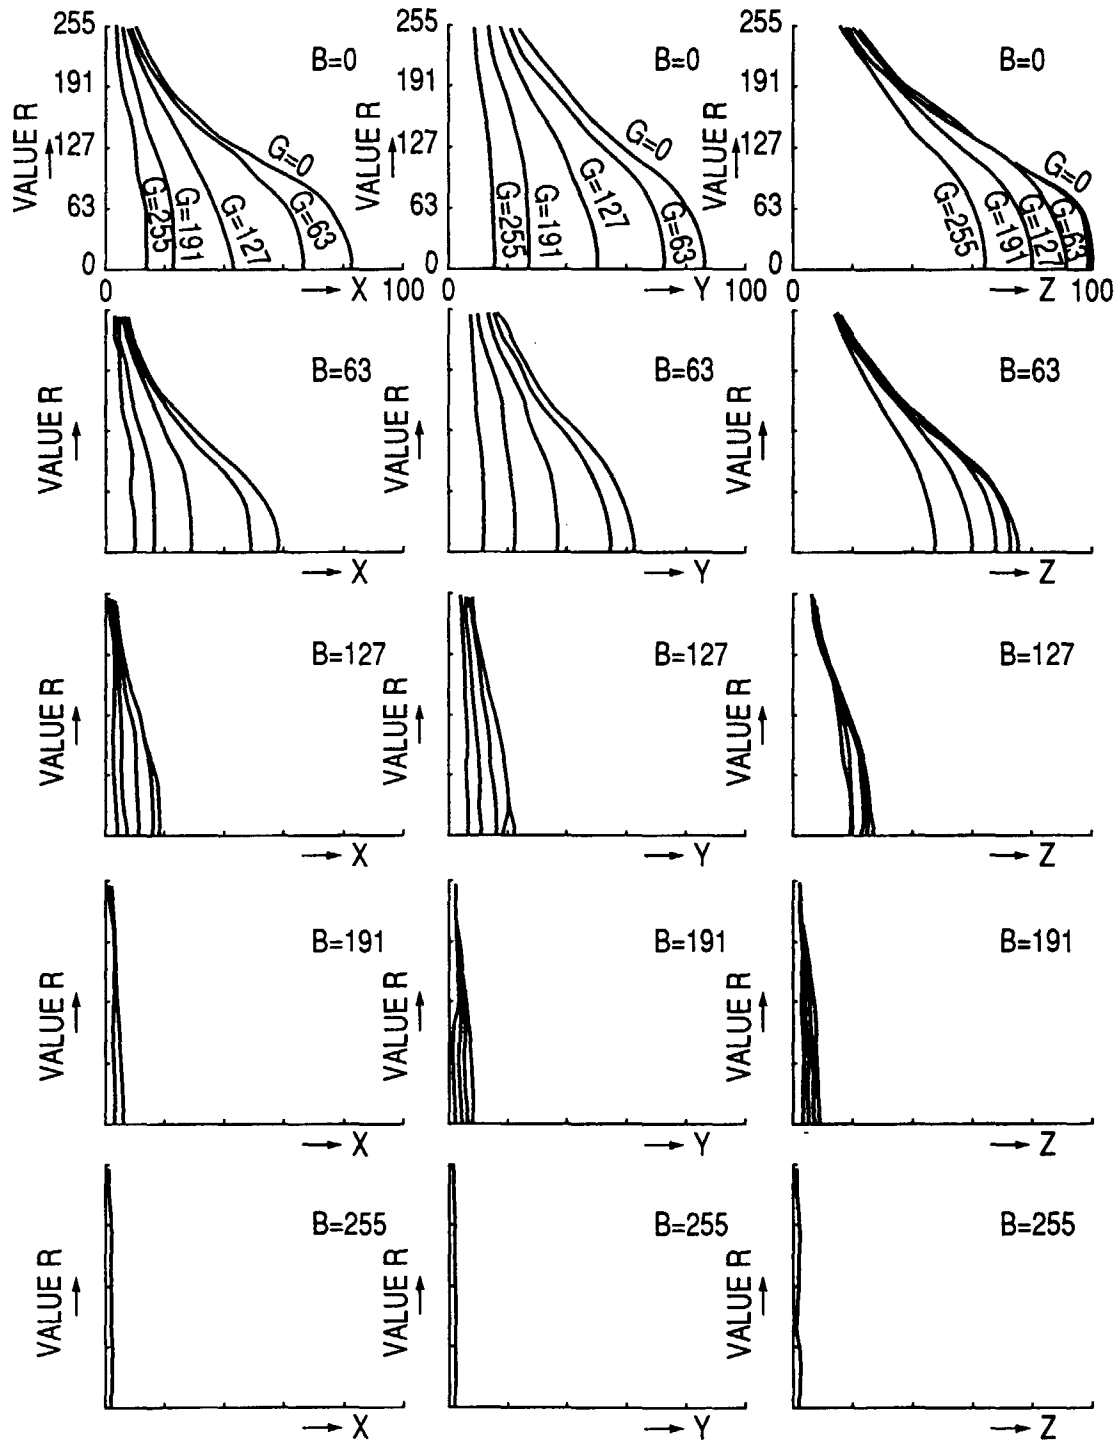 255
191
127
63
0
VALUE R
B=0
G=0
G=63
G=127
G=191
G=255
0
X
100
255
191
127
63
0
VALUE R
B=0
G=0
G=63
G=127
G=191
G=255
0
Y
100
255
191
127
63
0
VALUE R
B=0
G=0
G=63
G=127
G=191
G=255
0
Z
100
VALUE R
B=63
X
VALUE R
B=63
Y
VALUE R
B=63
Z
VALUE R
B=127
X
VALUE R
B=127
Y
VALUE R
B=127
Z
VALUE R
B=191
X
VALUE R
B=191
Y
VALUE R
B=191
Z
VALUE R
B=255
X
VALUE R
B=255
Y
VALUE R
B=255
Z